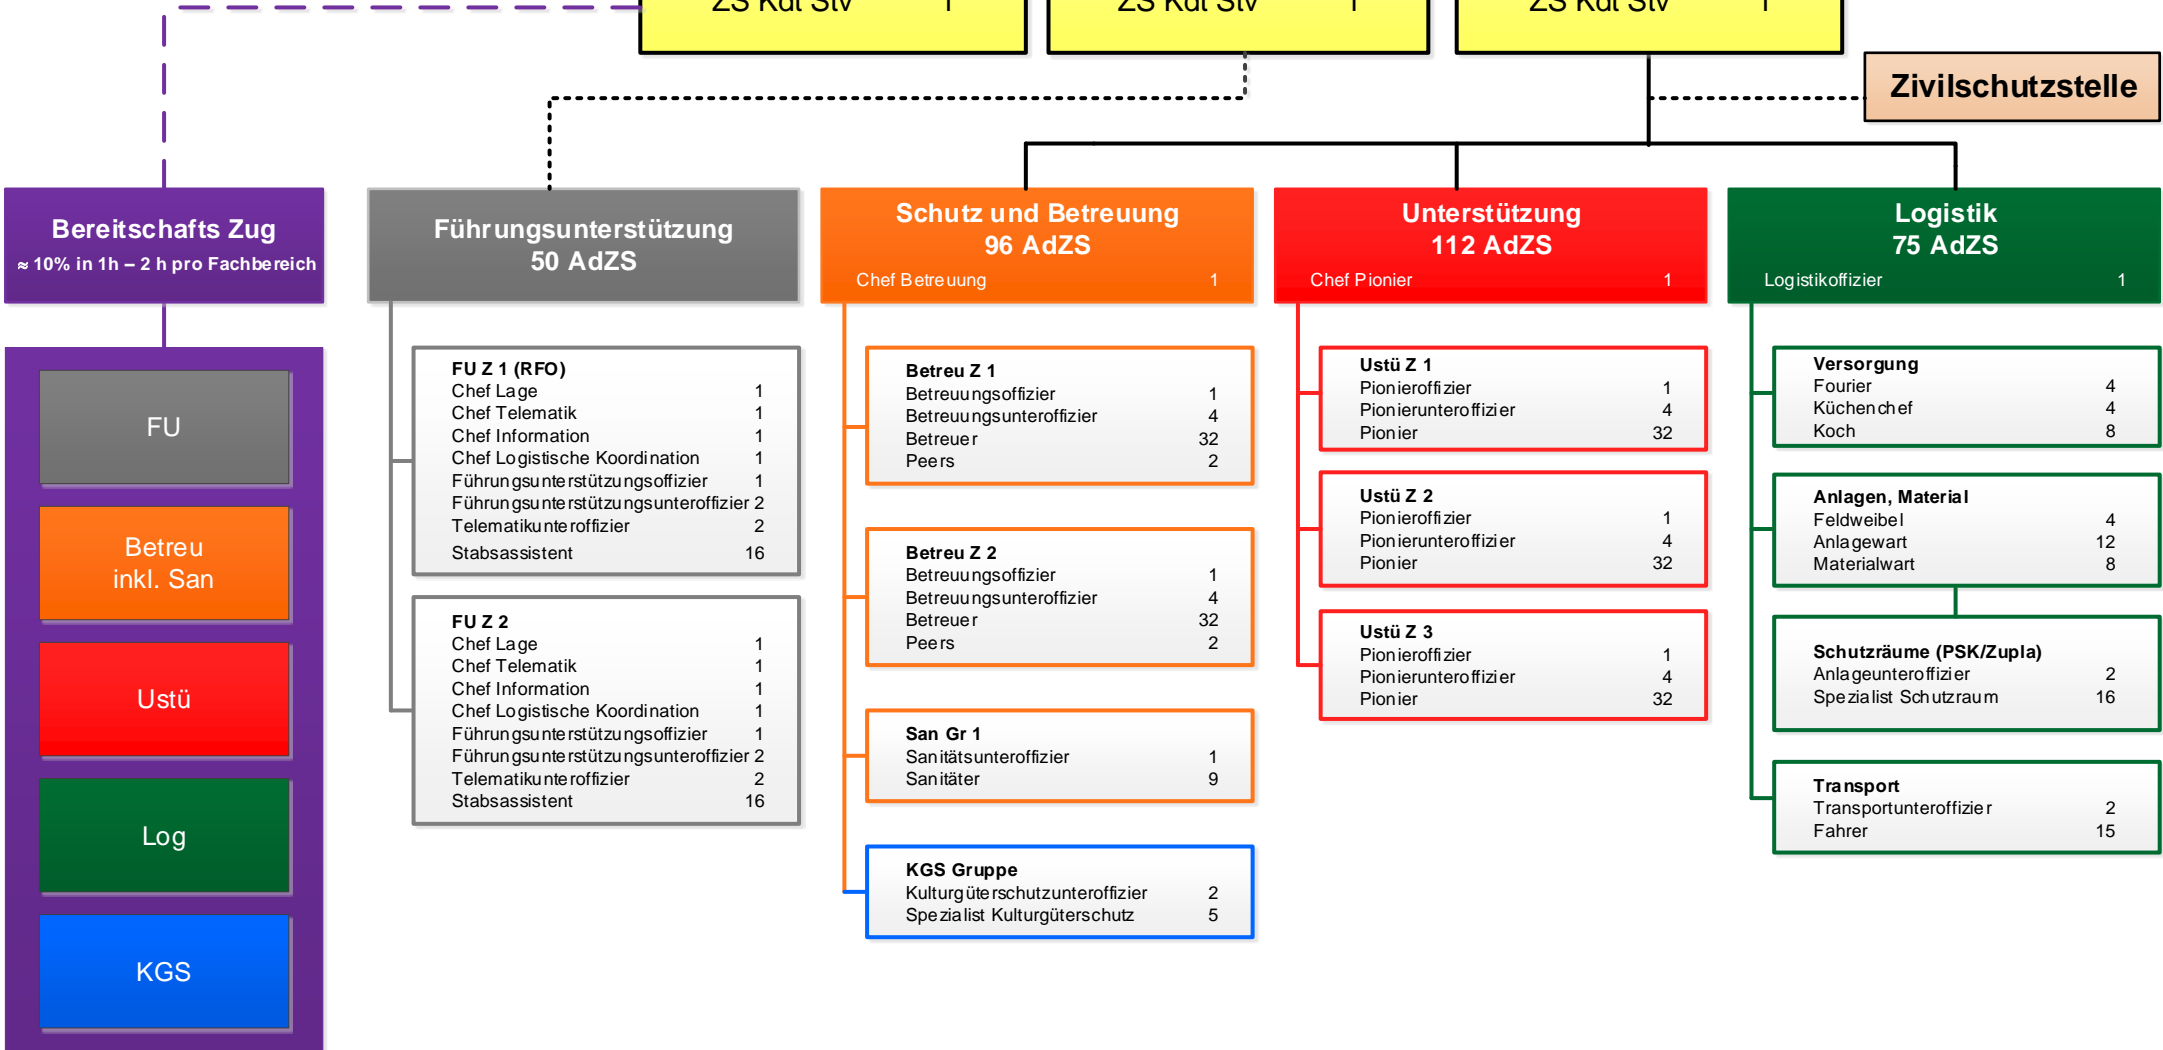 ZS Kdt Stv 1
ZS Kdt Stv 1
ZS Kdt Stv 1
Zivilschutzstelle
Bereitschafts Zug
≈ 10% in 1h – 2 h pro Fachbereich
FU
Betreu
inkl. San
Ustü
Log
KGS
Führungsunterstützung
50 AdZS
FU Z 1 (RFO)
Chef Lage 1
Chef Telematik 1
Chef Information 1
Chef Logistische Koordination 1
Führungsunterstützungsoffizier 1
Führungsunterstützungsunteroffizier 2
Telematikunteroffizier 2
Stabsassistent 16
FU Z 2
Chef Lage 1
Chef Telematik 1
Chef Information 1
Chef Logistische Koordination 1
Führungsunterstützungsoffizier 1
Führungsunterstützungsunteroffizier 2
Telematikunteroffizier 2
Stabsassistent 16
Schutz und Betreuung
96 AdZS
Chef Betreuung 1
Betreu Z 1
Betreuungsoffizier 1
Betreuungsunteroffizier 4
Betreuer 32
Peers 2
Betreu Z 2
Betreuungsoffizier 1
Betreuungsunteroffizier 4
Betreuer 32
Peers 2
San Gr 1
Sanitätsunteroffizier 1
Sanitäter 9
KGS Gruppe
Kulturgüterschutzunteroffizier 2
Spezialist Kulturgüterschutz 5
Unterstützung
112 AdZS
Chef Pionier 1
Ustü Z 1
Pionieroffizier 1
Pionierunteroffizier 4
Pionier 32
Ustü Z 2
Pionieroffizier 1
Pionierunteroffizier 4
Pionier 32
Ustü Z 3
Pionieroffizier 1
Pionierunteroffizier 4
Pionier 32
Logistik
75 AdZS
Logistikoffizier 1
Versorgung
Fourier 4
Küchenchef 4
Koch 8
Anlagen, Material
Feldweibel 4
Anlagewart 12
Materialwart 8
Schutzräume (PSK/Zupla)
Anlageunteroffizier 2
Spezialist Schutzraum 16
Transport
Transportunteroffizier 2
Fahrer 15